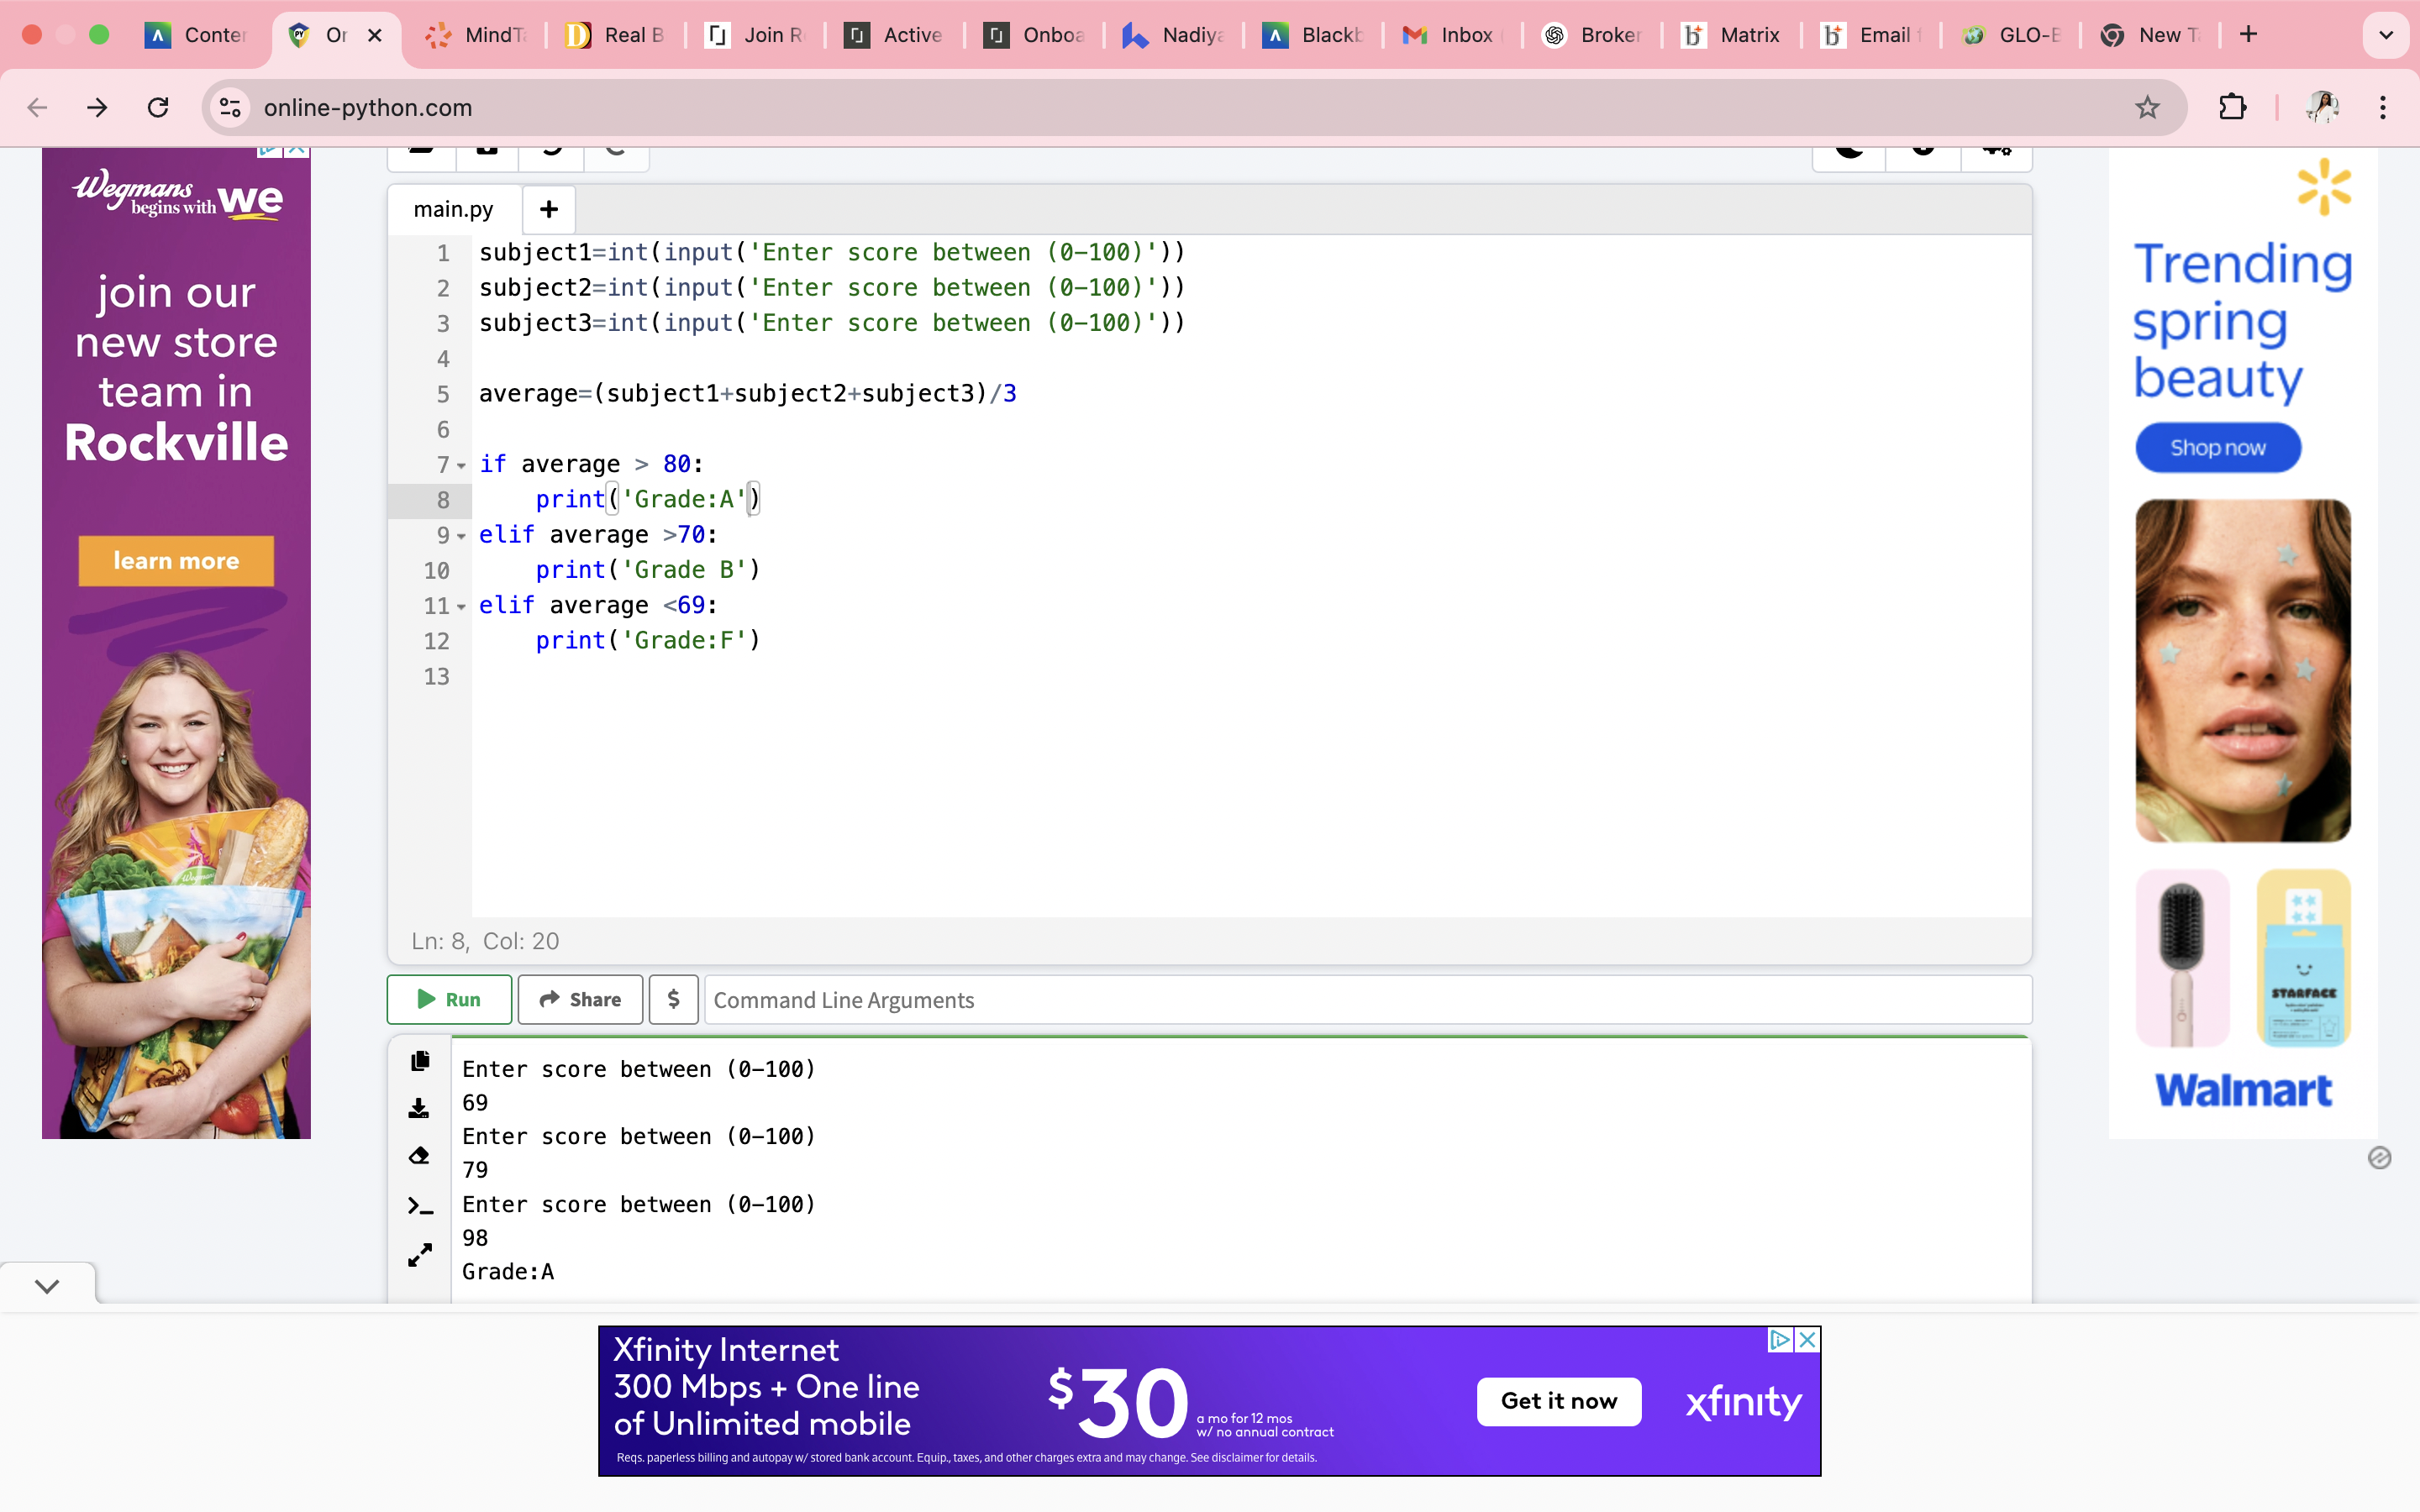 Conter
Or
MindTa
Real B
Join R
Active
Onboa
Nadiya
Blackb
Inbox
Broker
Matrix
Email
GLO-B
New Ta
online-python.com
Wegmans
begins with we
join our
new store
team in
Rockville
learn more
main.py
1 subject1=int(input('Enter score between (0-100)'))
2 subject2=int(input('Enter score between (0-100)'))
3 subject3=int(input('Enter score between (0-100)'))
4
5 average=(subject1+subject2+subject3)/3
6
7 if average > 80:
8 print('Grade:A')
9 elif average >70:
10 print('Grade B')
11 elif average <69:
12 print('Grade:F')
13
Ln: 8, Col: 20
Run Share $ Command Line Arguments
Enter score between (0-100)
69
Enter score between (0-100)
79
Enter score between (0-100)
98
Grade:A
Trending
spring
beauty
Shop now
STARFACE
Walmart
Xfinity Internet
300 Mbps + One line
of Unlimited mobile
$30
a mo for 12 mos
w/ no annual contract
Get it now
xfinity
Reqs. paperless billing and autopay w/ stored bank account. Equip., taxes, and other charges extra and may change. See disclaimer for details.